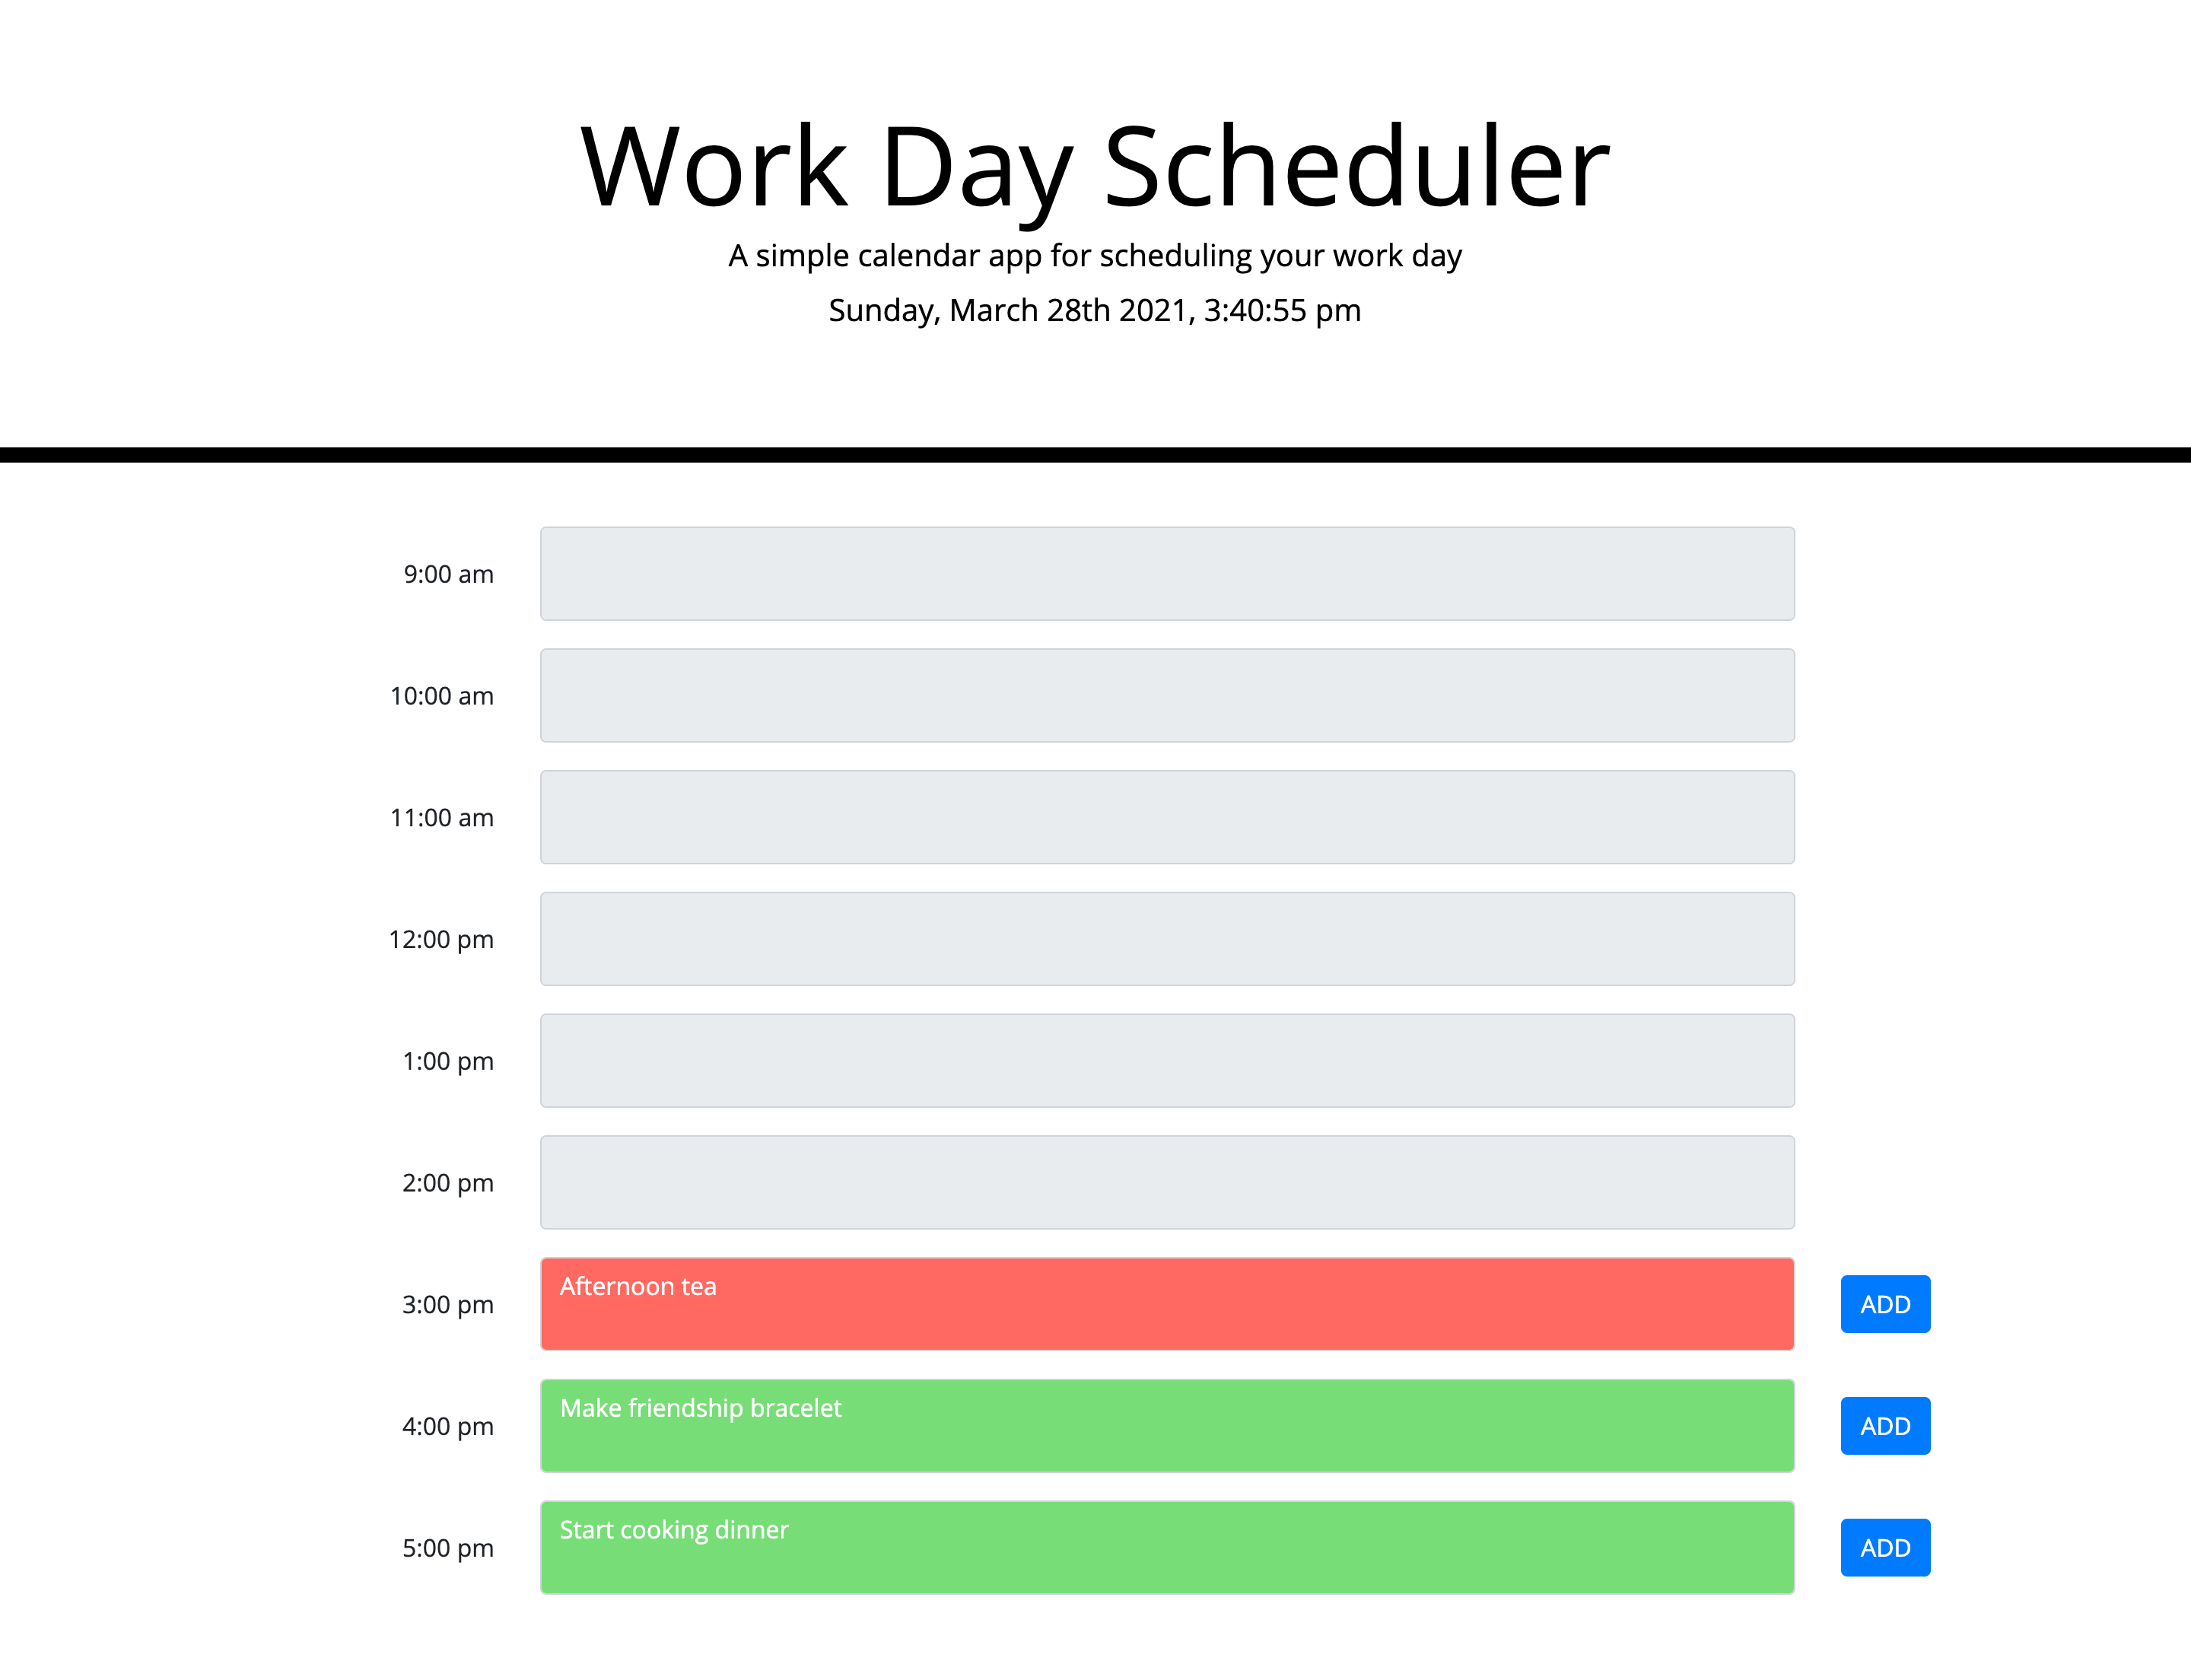 Work Day Scheduler
A simple calendar app for scheduling your work day
Sunday, March 28th 2021, 3:40:55 pm
9:00 am
10:00 am
11:00 am
12:00 pm
1:00 pm
2:00 pm
3:00 pm Afternoon tea ADD
4:00 pm Make friendship bracelet ADD
5:00 pm Start cooking dinner ADD